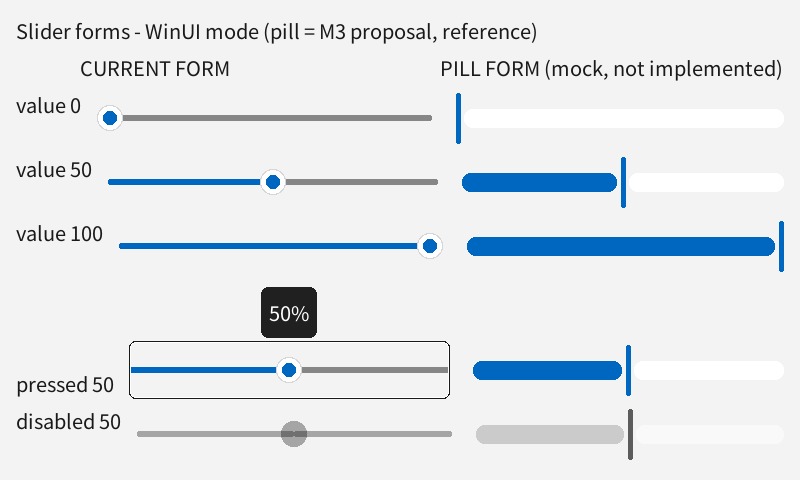 Slider forms - WinUI mode (pill = M3 proposal, reference)
CURRENT FORM
PILL FORM (mock, not implemented)
value 0
value 50
value 100
50%
pressed 50
disabled 50